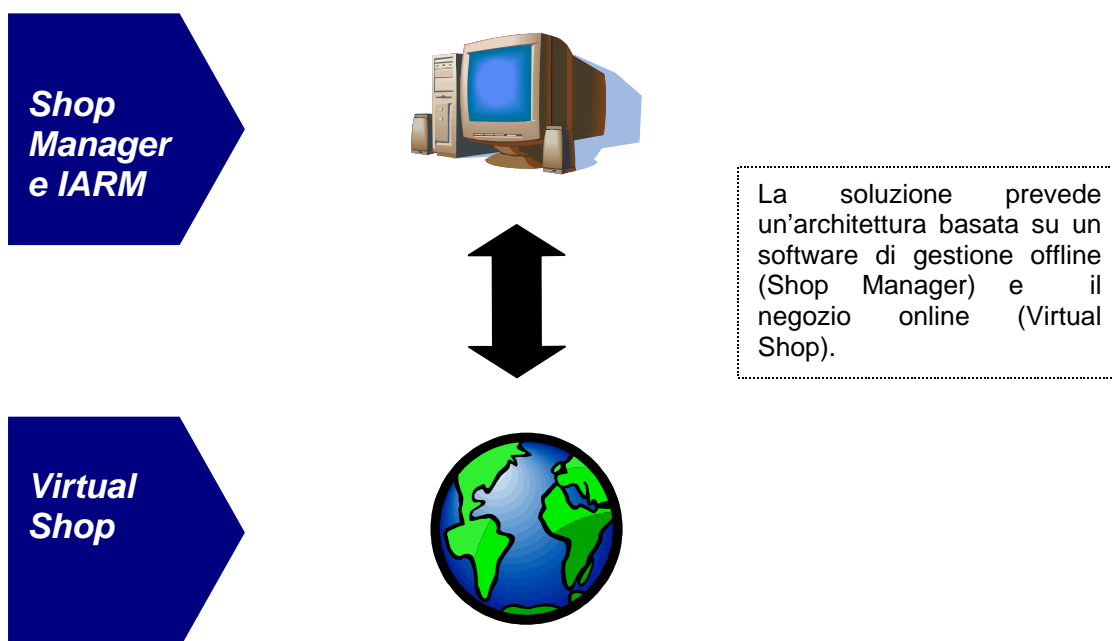 Shop
Manager
e IARM
La soluzione prevede
un'architettura basata su un
software di gestione offline
(Shop Manager) e il
negozio online (Virtual
Shop).
Virtual
Shop